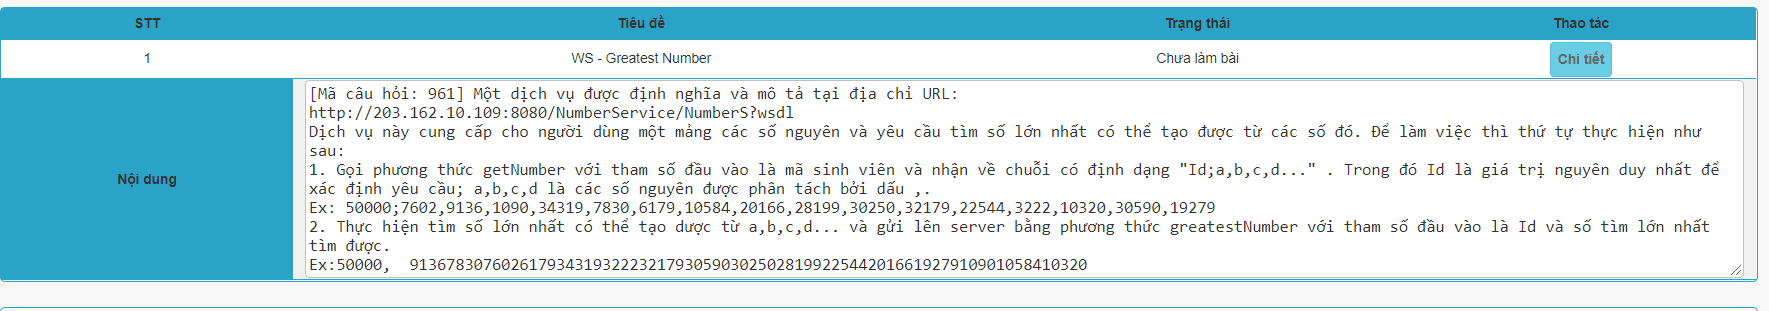 STT Tiêu đề Trạng thái Thao tác
1 WS - Greatest Number Chưa làm bài Chi tiết
Nội dung
[Mã câu hỏi: 961] Một dịch vụ được định nghĩa và mô tả tại địa chỉ URL:
http://203.162.10.109:8080/NumberService/NumberS?wsdl
Dịch vụ này cung cấp cho người dùng một mảng các số nguyên và yêu cầu tìm số lớn nhất có thể tạo được từ các số đó. Để làm việc thì thứ tự thực hiện như
sau:
1. Gọi phương thức getNumber với tham số đầu vào là mã sinh viên và nhận về chuỗi có định dạng "Id;a,b,c,d..." . Trong đó Id là giá trị nguyên duy nhất để
xác định yêu cầu; a,b,c,d là các số nguyên được phân tách bởi dấu ,.
Ex: 50000;7602,9136,1090,34319,7830,6179,10584,20166,28199,30250,32179,22544,3222,10320,30590,19279
2. Thực hiện tìm số lớn nhất có thể tạo dược từ a,b,c,d... và gửi lên server bằng phương thức greatestNumber với tham số đầu vào là Id và số tìm lớn nhất
tìm được.
Ex:50000,  91367830760261793431932223217930590302502819922544201661927910901058410320